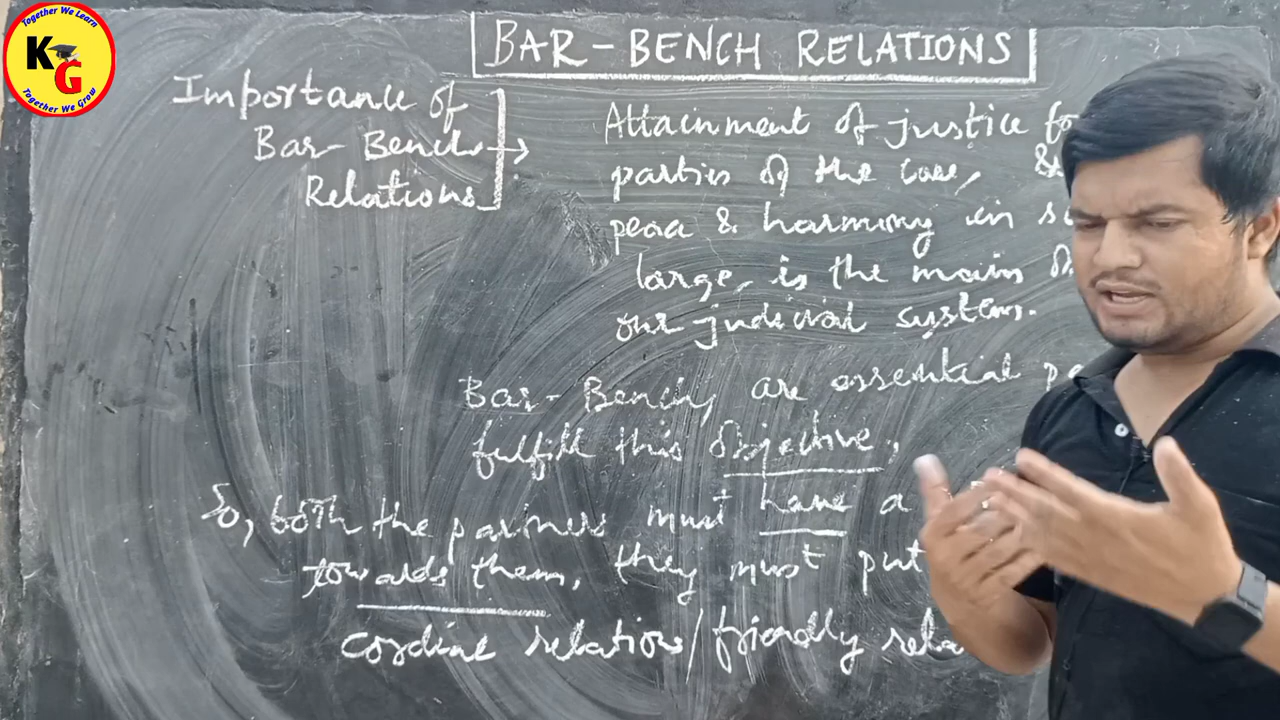 Together We Learn
KG
Together We Grow
BAR-BENCH RELATIONS
Importance of
Bar-Bench
Relations
Attainment of justice
parties of the case, &
peace & harmony in
large, is the main
our judicial system.
Bar-Bench, are essential
fulfill this objective,
So, both the partners must have a
towards them, they must put
cordial relation/friendly